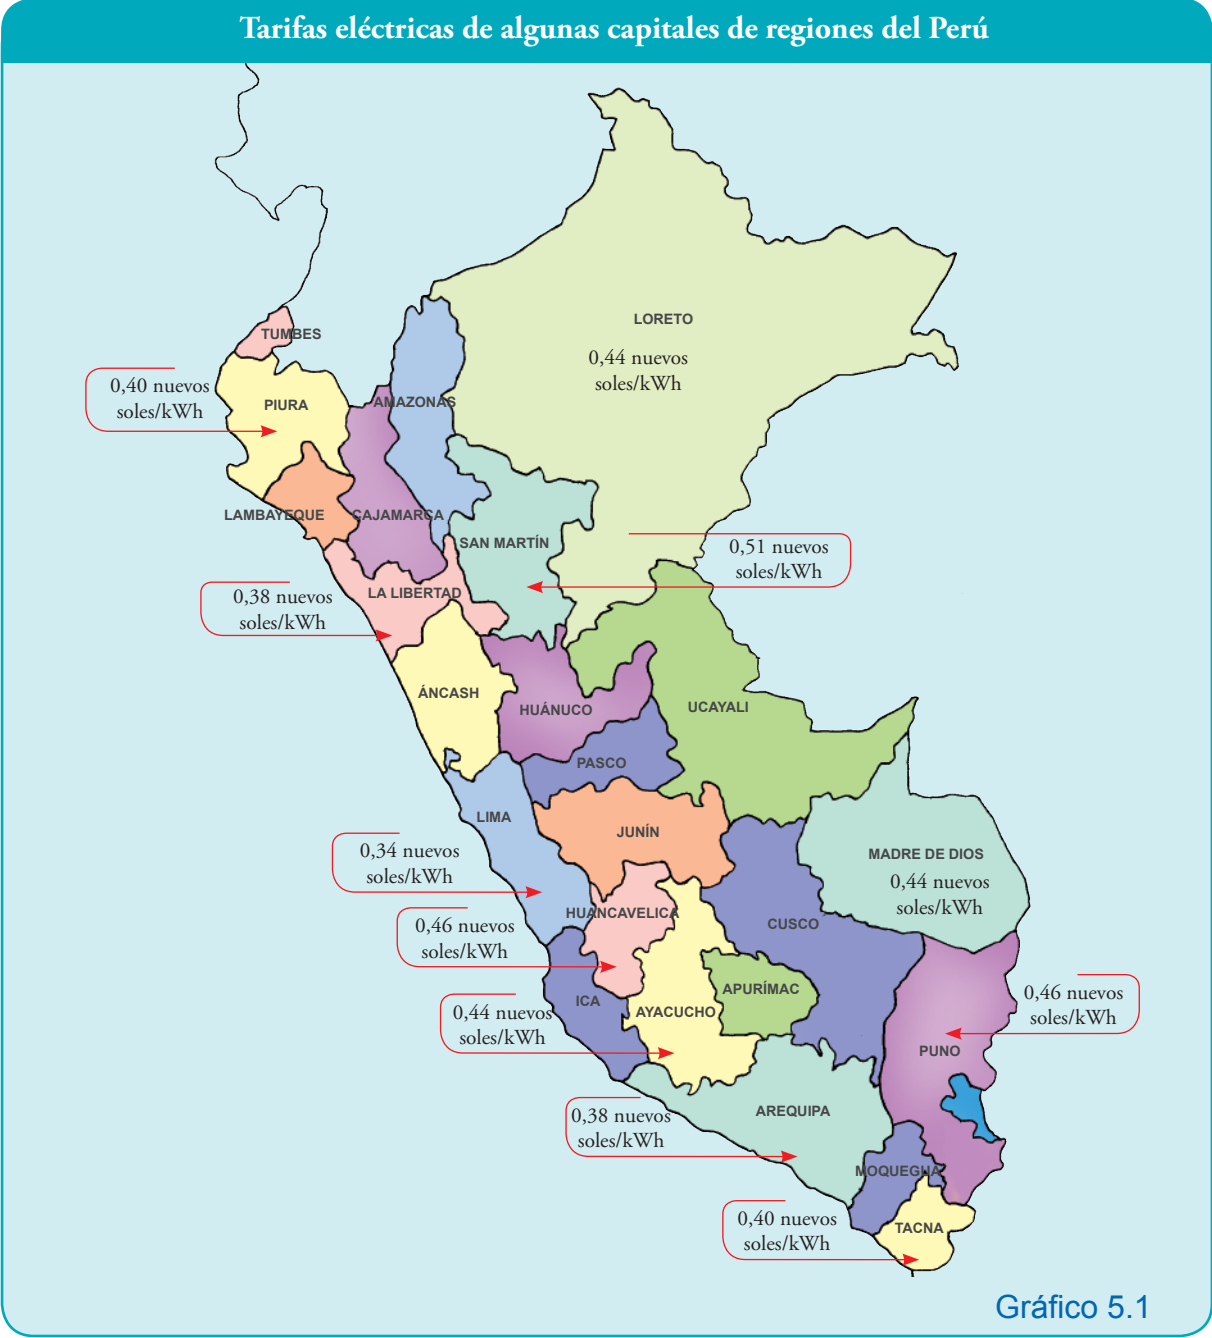 Tarifas eléctricas de algunas capitales de regiones del Perú
LORETO
0,44 nuevos
soles/kWh
TUMBES
0,40 nuevos
soles/kWh
PIURA
AMAZONAS
LAMBAYEQUE
CAJAMARCA
SAN MARTÍN
0,51 nuevos
soles/kWh
LA LIBERTAD
0,38 nuevos
soles/kWh
ÁNCASH
HUÁNUCO
UCAYALI
PASCO
LIMA
JUNÍN
0,34 nuevos
soles/kWh
MADRE DE DIOS
0,44 nuevos
soles/kWh
HUANCAVELICA
0,46 nuevos
soles/kWh
CUSCO
APURÍMAC
ICA
AYACUCHO
0,44 nuevos
soles/kWh
0,46 nuevos
soles/kWh
PUNO
AREQUIPA
0,38 nuevos
soles/kWh
MOQUEGUA
0,40 nuevos
soles/kWh
TACNA
Gráfico 5.1